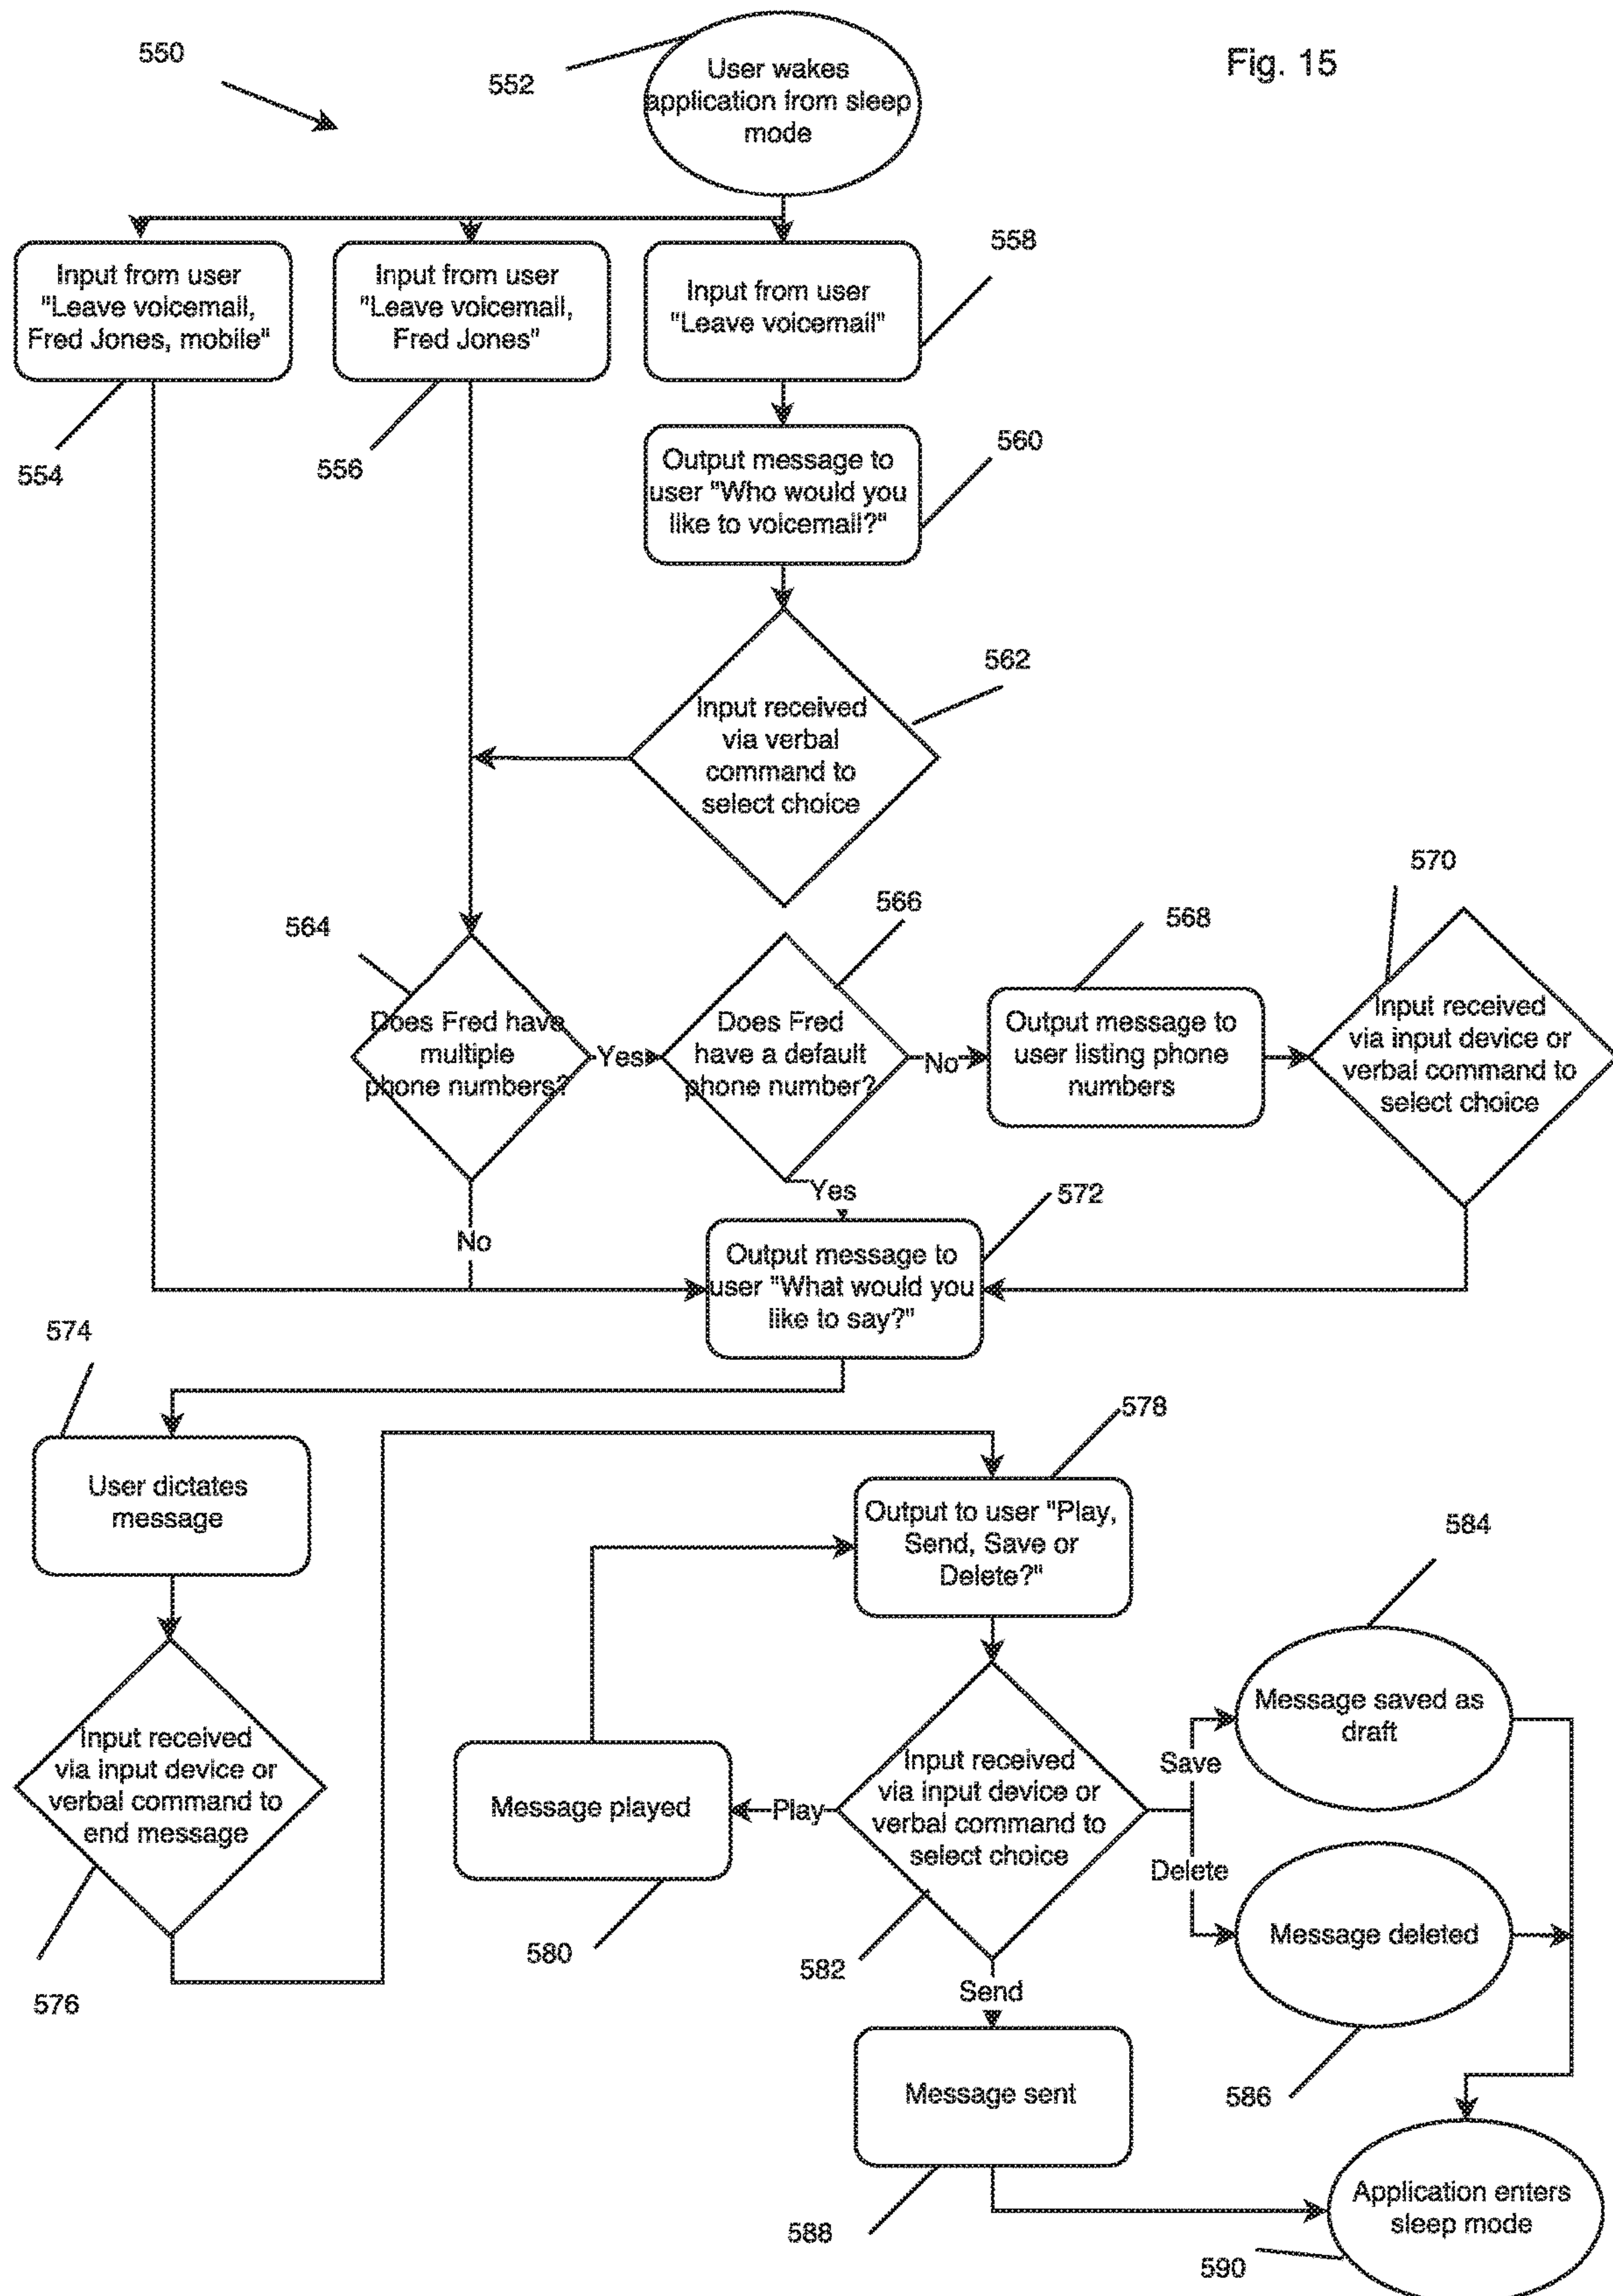 550
552
User wakes
application from sleep
mode
Fig. 15
Input from user
"Leave voicemail,
Fred Jones, mobile"
Input from user
"Leave voicemail,
Fred Jones"
Input from user
"Leave voicemail"
558
554
556
Output message to
user "Who would you
like to voicemail?"
560
Input received
via verbal
command to
select choice
562
564
Does Fred have
multiple
phone numbers?
Yes
566
Does Fred
have a default
phone number?
No
568
Output message to
user listing phone
numbers
570
Input received
via input device or
verbal command to
select choice
No
Yes
572
Output message to
user "What would you
like to say?"
574
User dictates
message
578
Output to user "Play,
Send, Save or
Delete?"
584
Message saved as
draft
Input received
via input device or
verbal command to
end message
576
Message played
580
Play
Input received
via input device or
verbal command to
select choice
582
Save
Delete
Message deleted
586
Send
Message sent
588
Application enters
sleep mode
590